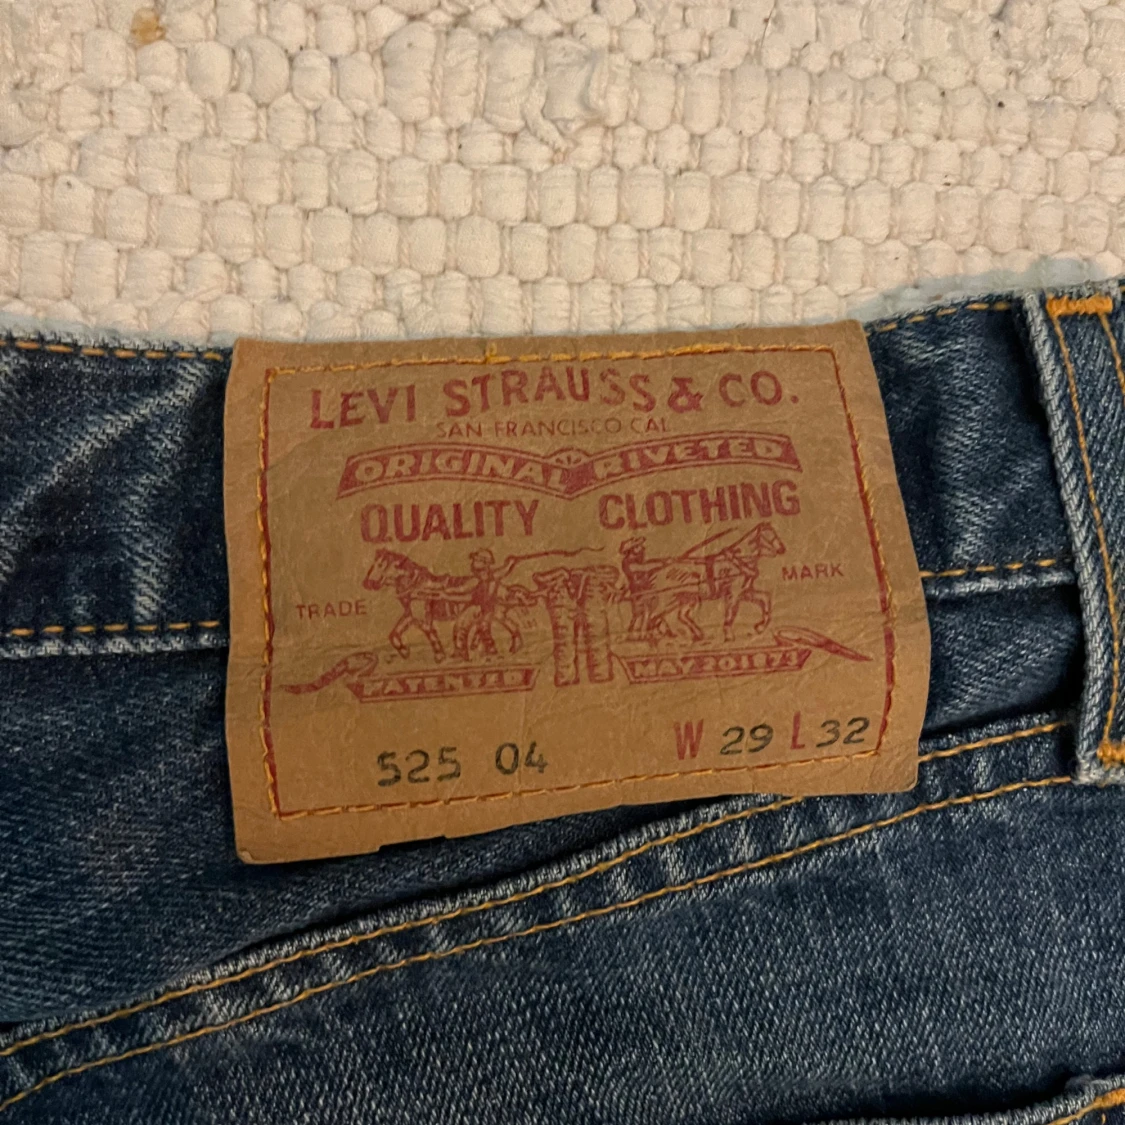 LEVI STRAUSS & CO.
SAN FRANCISCO CAL
ORIGINAL RIVETED
QUALITY CLOTHING
TRADE MARK
PATENTED MAY 20 1873
525 04 W 29 L 32